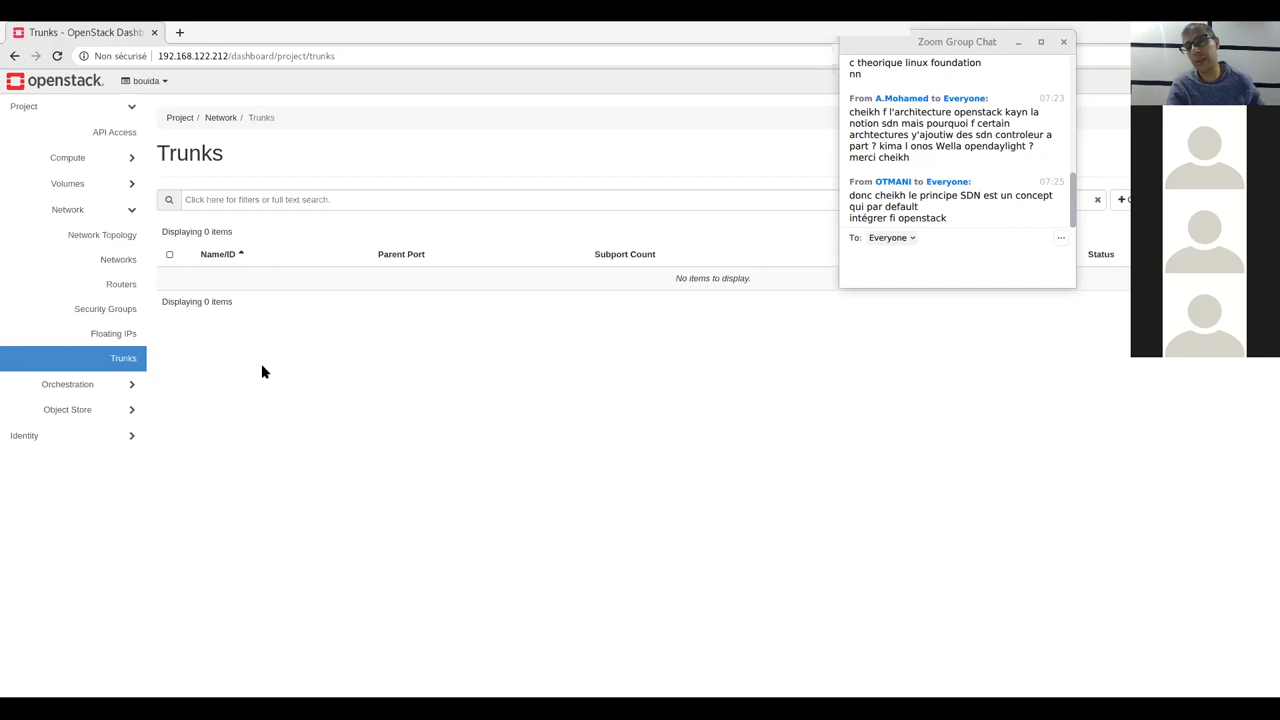 Trunks - OpenStack Dashb
Non sécurisé
192.168.122.212/dashboard/project/trunks
openstack.
bouida
Project
API Access
Compute
Volumes
Network
Network Topology
Networks
Routers
Security Groups
Floating IPs
Trunks
Orchestration
Object Store
Identity
Project / Network / Trunks
Trunks
Click here for filters or full text search.
Displaying 0 items
Name/ID
Parent Port
Subport Count
Status
No items to display.
Displaying 0 items
Zoom Group Chat
c theorique linux foundation
nn
From A.Mohamed to Everyone: 07:23
cheikh f l'architecture openstack kayn la
notion sdn mais pourquoi f certain
archtectures y'ajoutiw des sdn controleur a
part ? kima l onos Wella opendaylight ?
merci cheikh
From OTMANI to Everyone: 07:25
donc cheikh le principe SDN est un concept
qui par default
intégrer fi openstack
To: Everyone